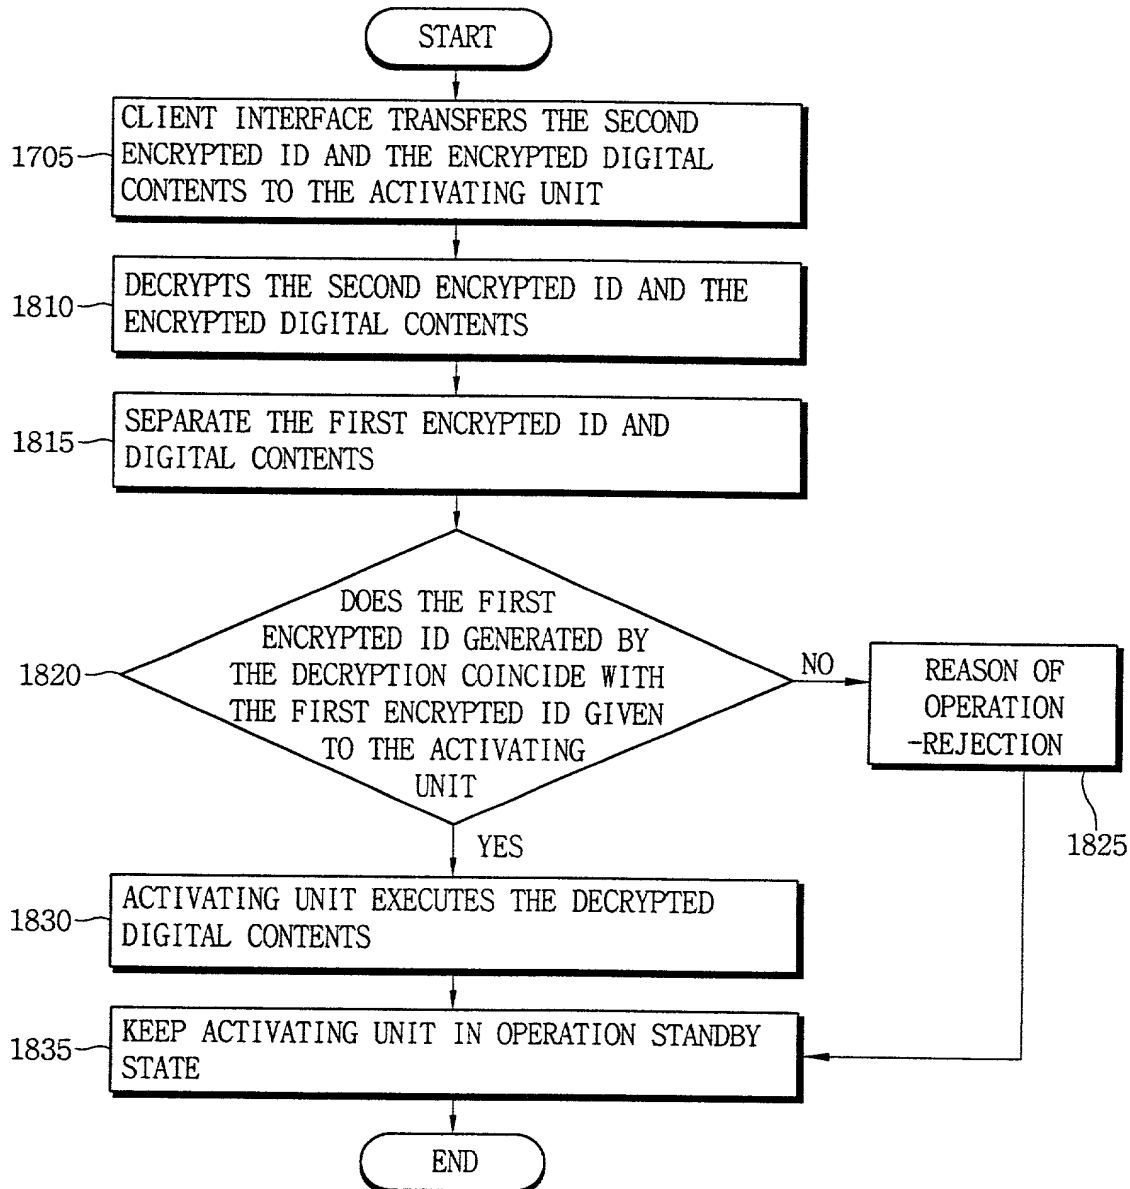 START
1705
CLIENT INTERFACE TRANSFERS THE SECOND
ENCRYPTED ID AND THE ENCRYPTED DIGITAL
CONTENTS TO THE ACTIVATING UNIT
1810
DECRYPTS THE SECOND ENCRYPTED ID AND THE
ENCRYPTED DIGITAL CONTENTS
1815
SEPARATE THE FIRST ENCRYPTED ID AND
DIGITAL CONTENTS
1820
DOES THE FIRST
ENCRYPTED ID GENERATED BY
THE DECRYPTION COINCIDE WITH
THE FIRST ENCRYPTED ID GIVEN
TO THE ACTIVATING
UNIT
NO
REASON OF
OPERATION
-REJECTION
1825
YES
1830
ACTIVATING UNIT EXECUTES THE DECRYPTED
DIGITAL CONTENTS
1835
KEEP ACTIVATING UNIT IN OPERATION STANDBY
STATE
END